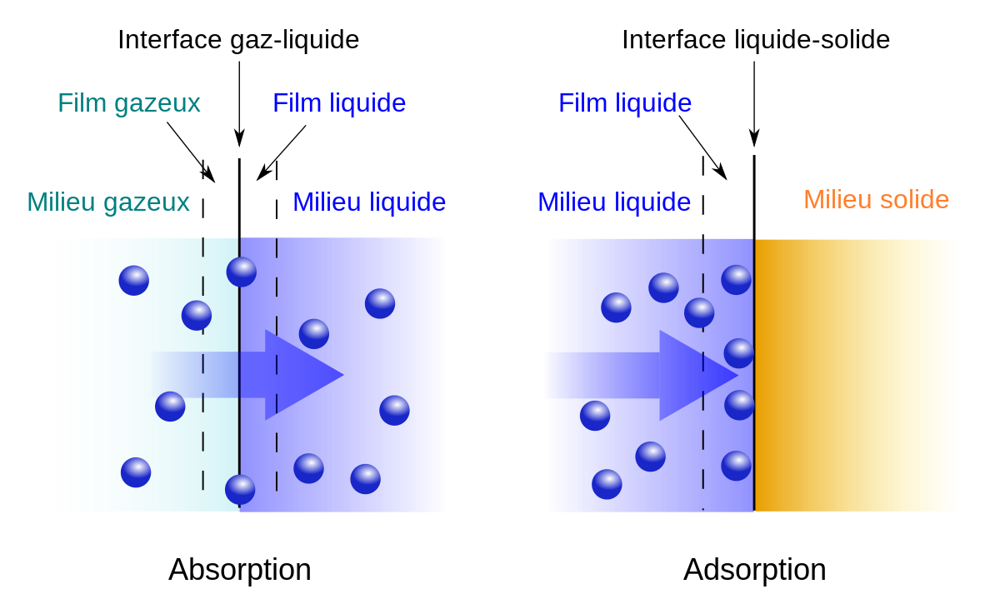 Interface gaz-liquide
Film gazeux
Film liquide
Milieu gazeux
Milieu liquide
Absorption
Interface liquide-solide
Film liquide
Milieu liquide
Milieu solide
Adsorption